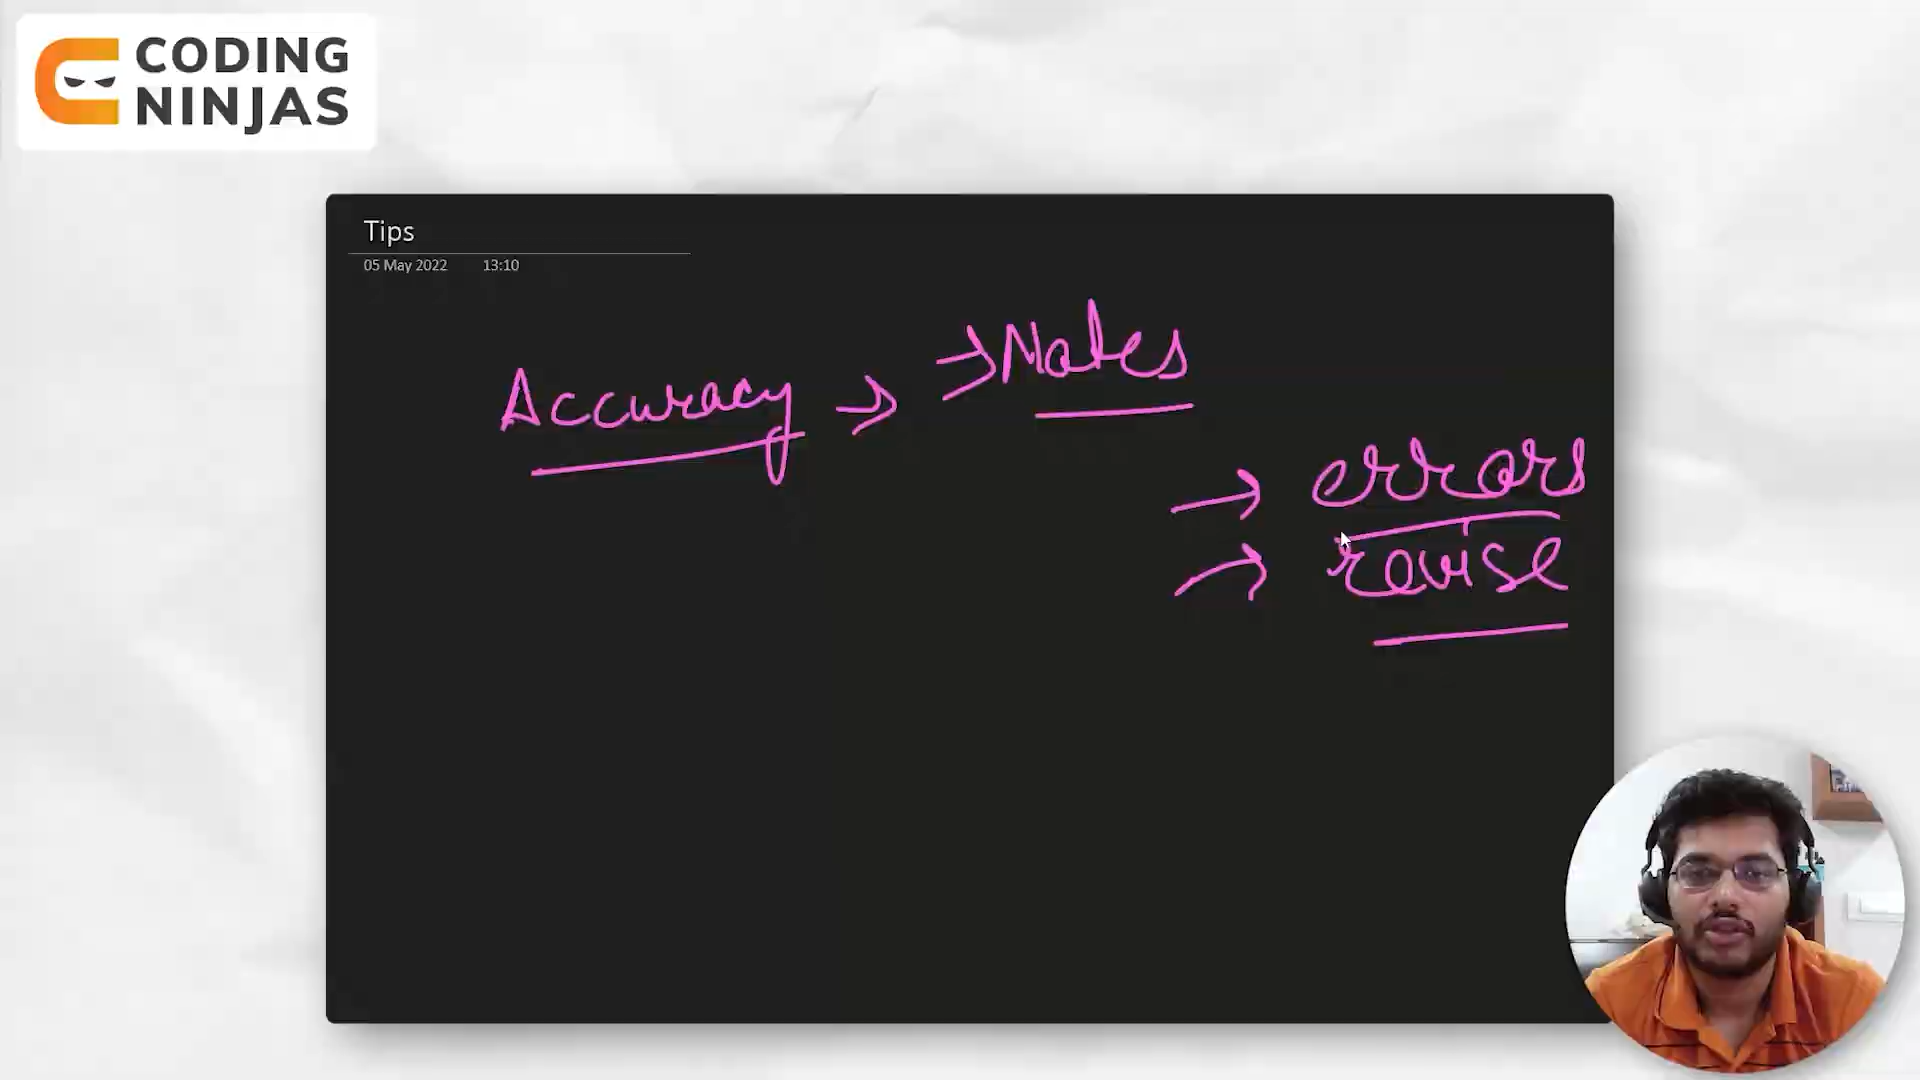 CODING
NINJAS
Tips
05 May 2022 13:10
Accuracy → → Notes
→ errors
→ revise